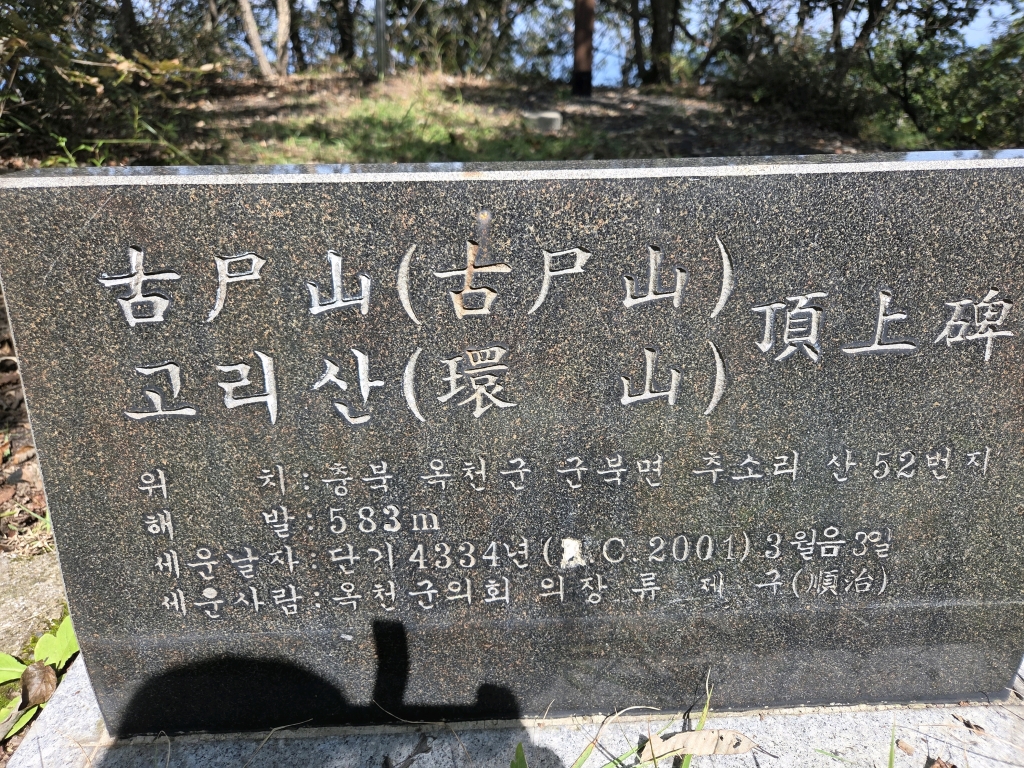 古尸山(古尸山)
고리산(環山)
頂上碑
위 치:충북 옥천군 군북면 추소리 산52번지
해 발:583m
세운날자:단기4334년(.C.2001)3월음3일
세운사람:옥천군의회 의장 류 제 구(順治)